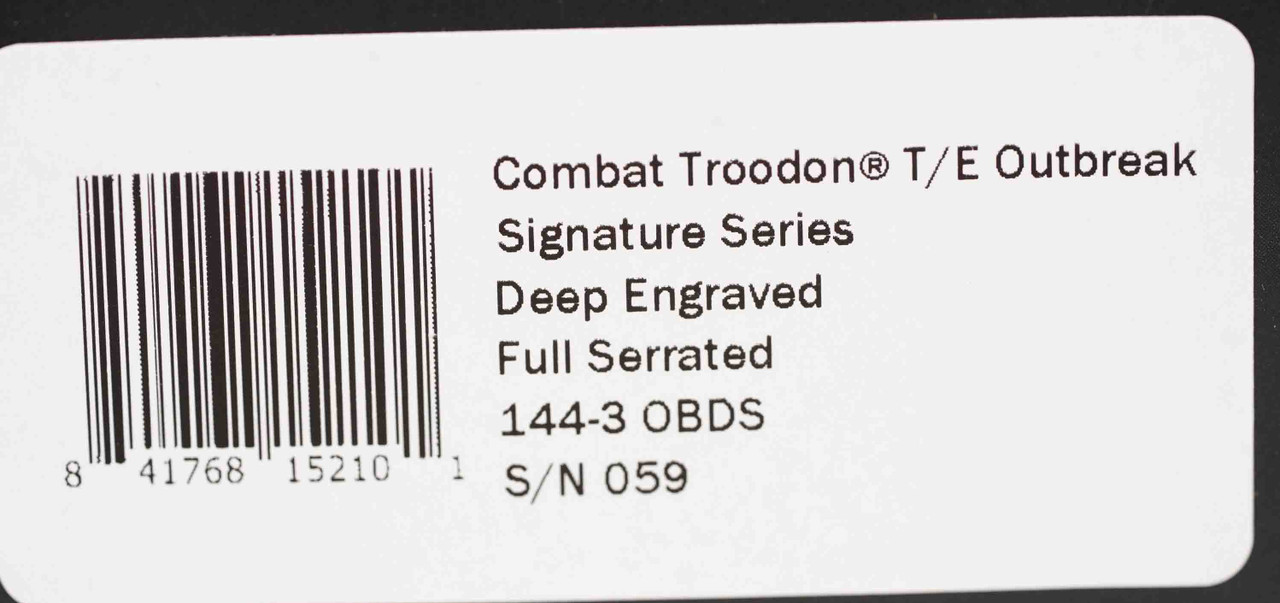 Combat Troodon® T/E Outbreak
Signature Series
Deep Engraved
Full Serrated
144-3 OBDS
S/N 059
8 41768 15210 1